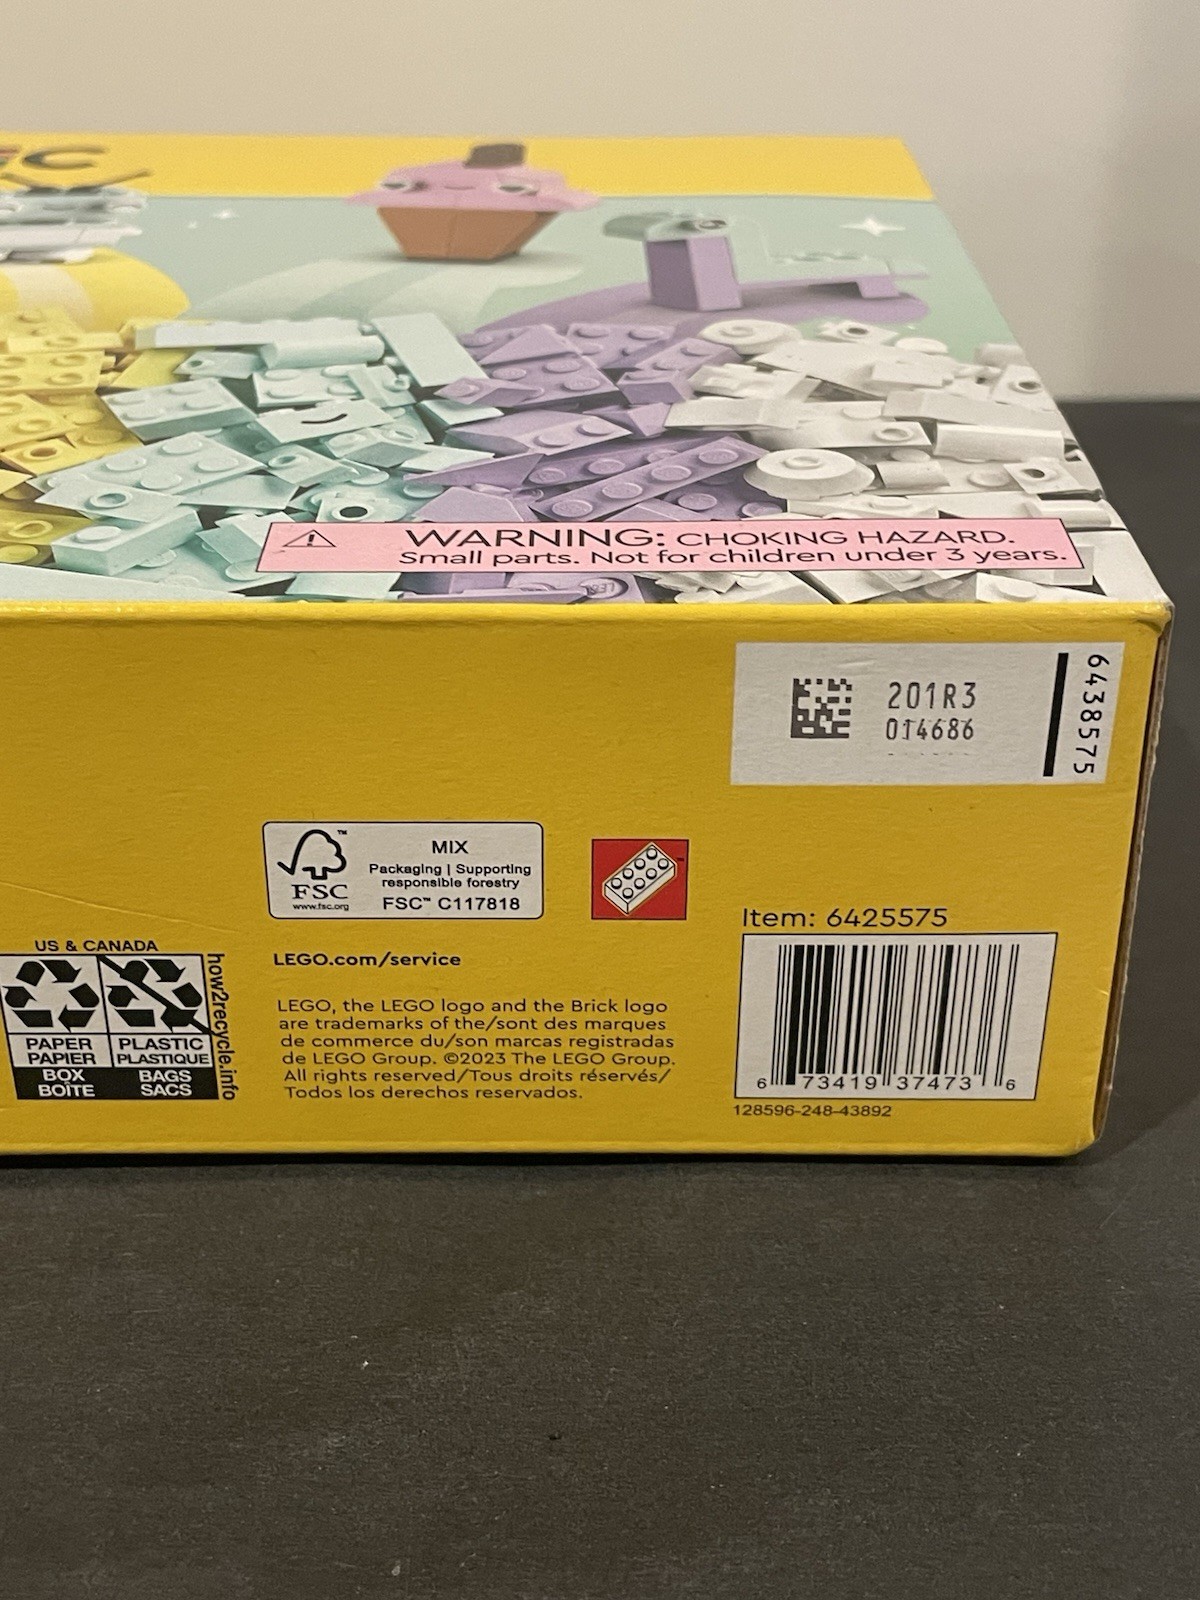 WARNING: CHOKING HAZARD.
Small parts. Not for children under 3 years.
201R3
014686
6438575
FSC
www.fsc.org
MIX
Packaging | Supporting
responsible forestry
FSC™ C117818
Item: 6425575
6 73419 37473 6
128596-248-43892
US & CANADA
PAPER
PAPIER
BOX
BOÎTE
PLASTIC
PLASTIQUE
BAGS
SACS
how2recycle.info
LEGO.com/service
LEGO, the LEGO logo and the Brick logo
are trademarks of the/sont des marques
de commerce du/son marcas registradas
de LEGO Group. ©2023 The LEGO Group.
All rights reserved/Tous droits réservés/
Todos los derechos reservados.